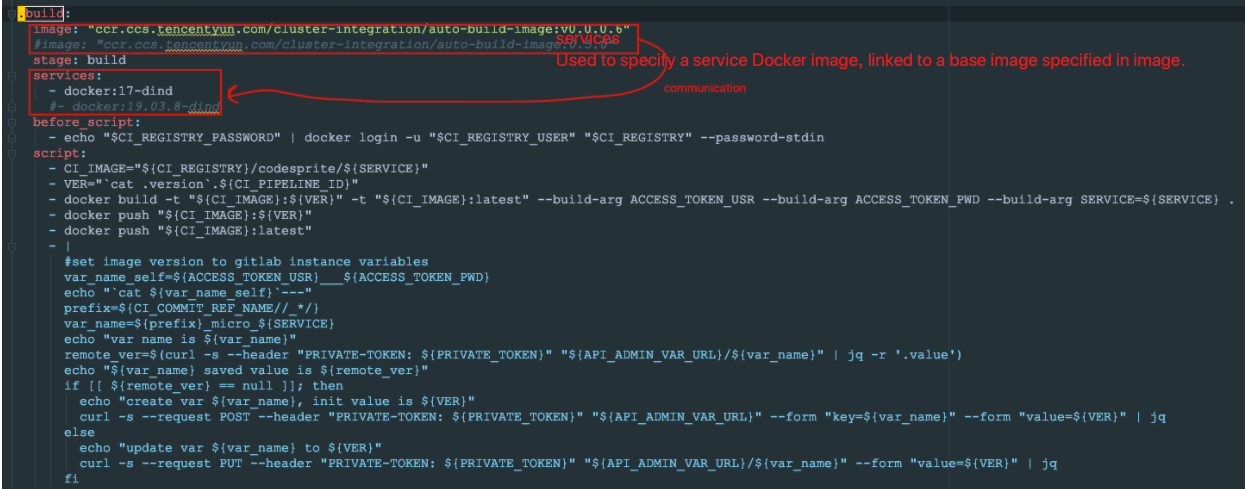 .build:
image: "ccr.ccs.tencentyun.com/cluster-integration/auto-build-image:v0.0.0.6"
#image: "ccr.ccs.tencentyun.com/cluster-integration/auto-build-image:
services
stage: build
Used to specify a service Docker image, linked to a base image specified in image.
services:
- docker:17-dind
communication
#- docker:19.03.8-dind
before_script:
- echo "$CI_REGISTRY_PASSWORD" | docker login -u "$CI_REGISTRY_USER" "$CI_REGISTRY" --password-stdin
script:
- CI_IMAGE="${CI_REGISTRY}/codesprite/${SERVICE}"
- VER="`cat .version`.${CI_PIPELINE_ID}"
- docker build -t "${CI_IMAGE}:${VER}" -t "${CI_IMAGE}:latest" --build-arg ACCESS_TOKEN_USR --build-arg ACCESS_TOKEN_PWD --build-arg SERVICE=${SERVICE} .
- docker push "${CI_IMAGE}:${VER}"
- docker push "${CI_IMAGE}:latest"
- |
#set image version to gitlab instance variables
var_name_self=${ACCESS_TOKEN_USR}___${ACCESS_TOKEN_PWD}
echo "`cat ${var_name_self}`---"
prefix=${CI_COMMIT_REF_NAME//_*/}
var_name=${prefix}_micro_${SERVICE}
echo "var name is ${var_name}"
remote_ver=$(curl -s --header "PRIVATE-TOKEN: ${PRIVATE_TOKEN}" "${API_ADMIN_VAR_URL}/${var_name}" | jq -r '.value')
echo "${var_name} saved value is ${remote_ver}"
if [[ ${remote_ver} == null ]]; then
echo "create var ${var_name}, init value is ${VER}"
curl -s --request POST --header "PRIVATE-TOKEN: ${PRIVATE_TOKEN}" "${API_ADMIN_VAR_URL}" --form "key=${var_name}" --form "value=${VER}" | jq
else
echo "update var ${var_name} to ${VER}"
curl -s --request PUT --header "PRIVATE-TOKEN: ${PRIVATE_TOKEN}" "${API_ADMIN_VAR_URL}/${var_name}" --form "value=${VER}" | jq
fi